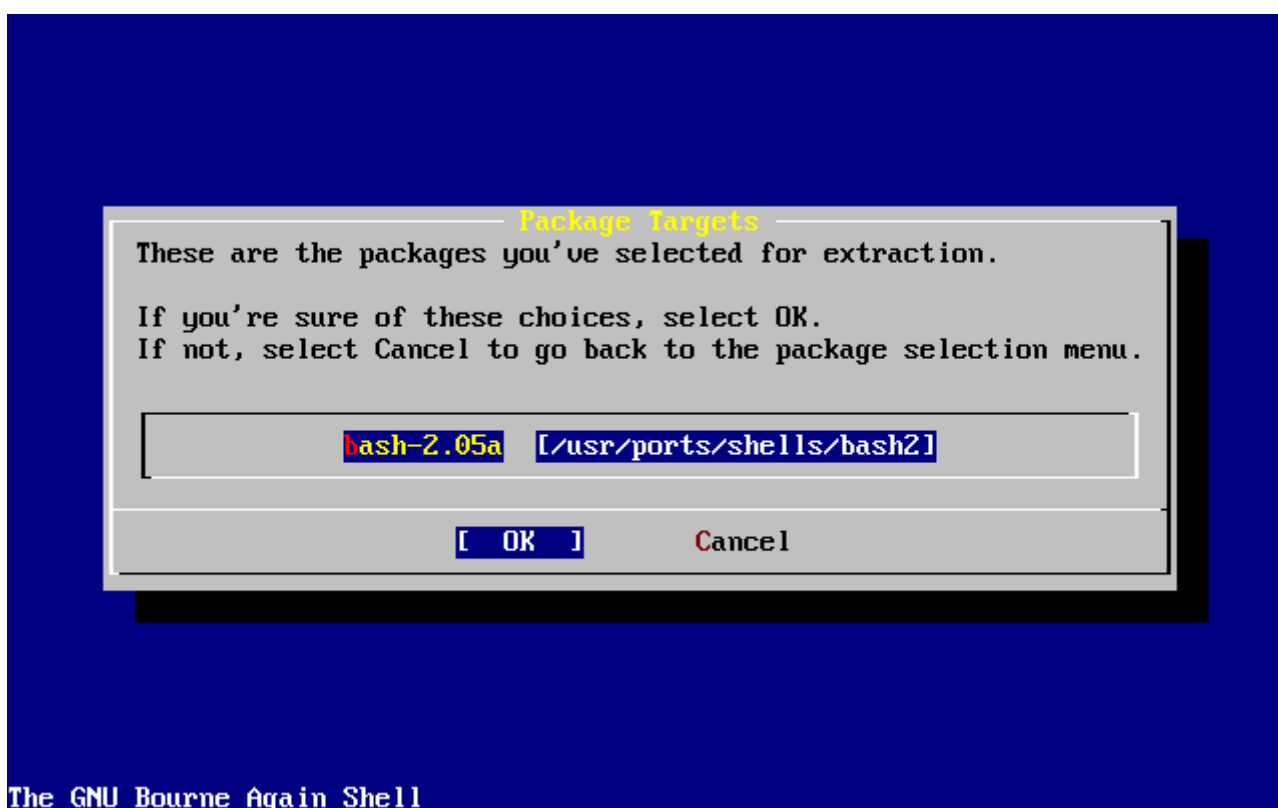 Package Targets
These are the packages you've selected for extraction.
If you're sure of these choices, select OK.
If not, select Cancel to go back to the package selection menu.
bash-2.05a [/usr/ports/shells/bash2]
[ OK ] Cancel
The GNU Bourne Again Shell